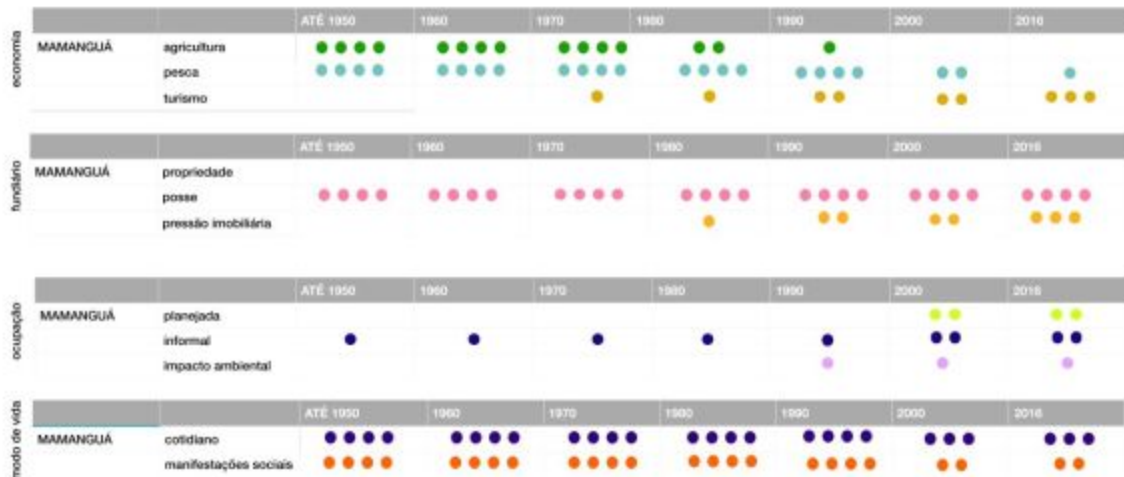 economia
ATÉ 1950 1960 1970 1980 1990 2000 2016
MAMANGUÁ agricultura
pesca
turismo
fundiário
ATÉ 1950 1960 1970 1980 1990 2000 2016
MAMANGUÁ propriedade
posse
pressão imobiliária
ocupação
ATÉ 1950 1960 1970 1980 1990 2000 2016
MAMANGUÁ planejada
informal
impacto ambiental
modo de vida
ATÉ 1950 1960 1970 1980 1990 2000 2016
MAMANGUÁ cotidiano
manifestações sociais